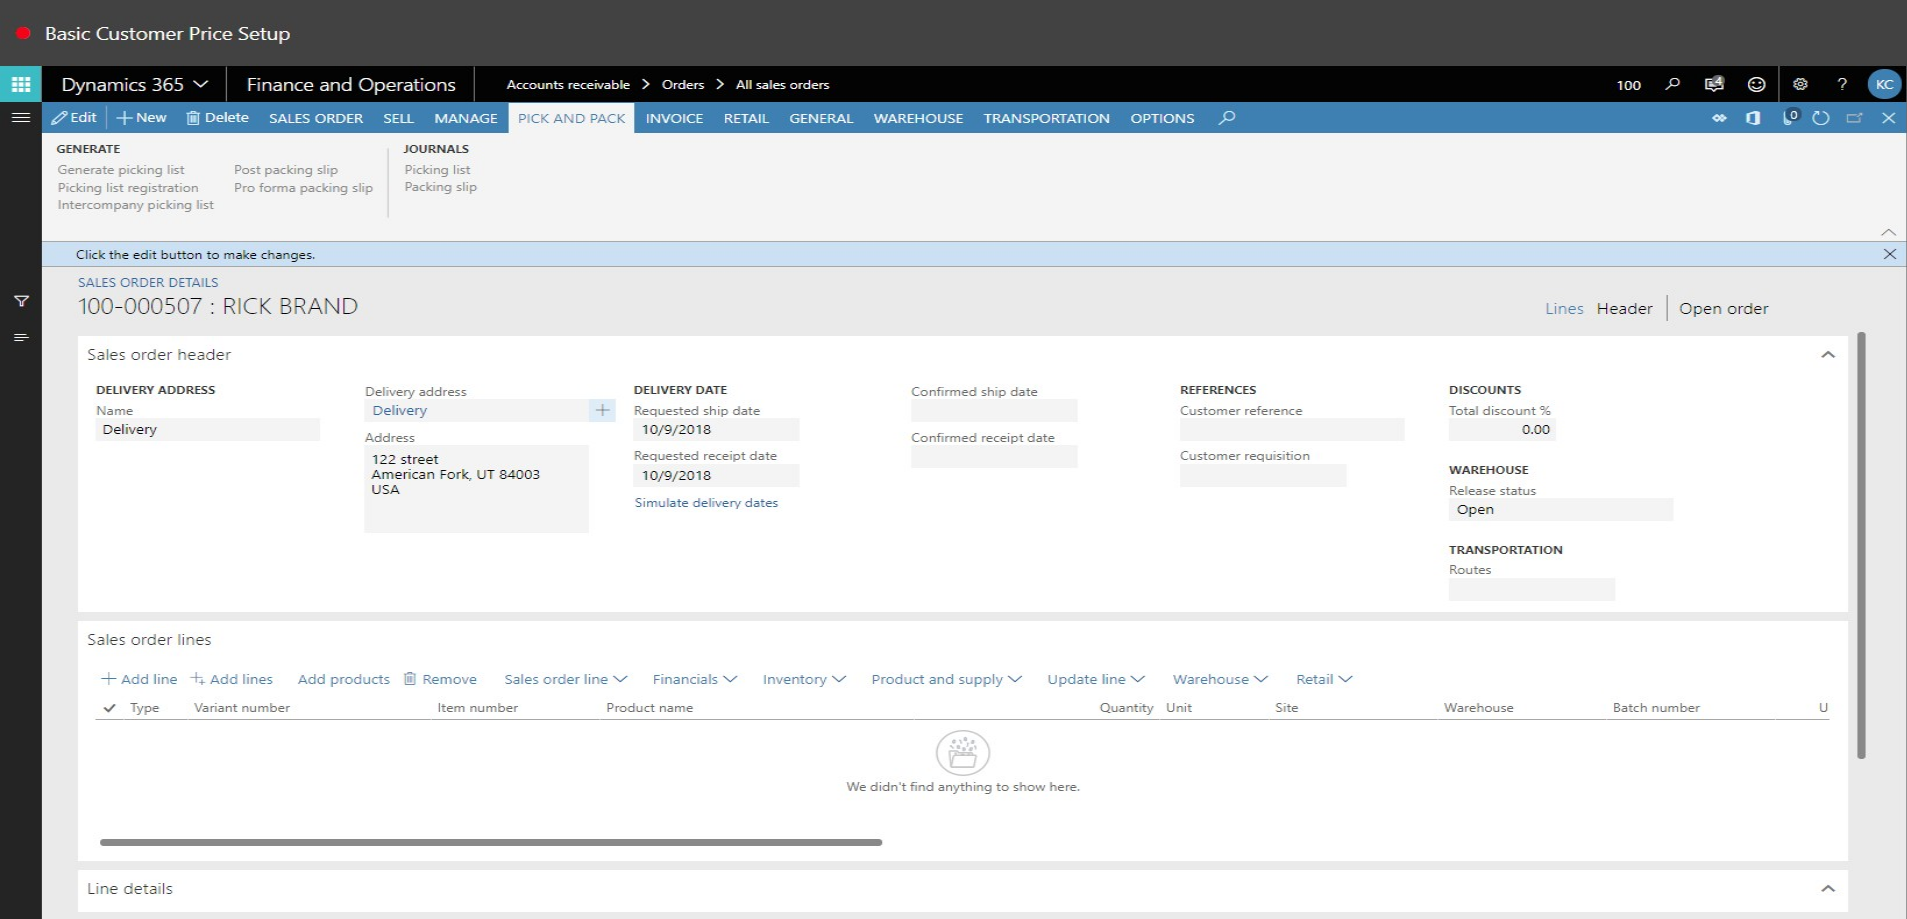 Basic Customer Price Setup
Dynamics 365 Finance and Operations Accounts receivable > Orders > All sales orders 100 4 ? KC
Edit New Delete SALES ORDER SELL MANAGE PICK AND PACK INVOICE RETAIL GENERAL WAREHOUSE TRANSPORTATION OPTIONS 0
GENERATE JOURNALS
Generate picking list Post packing slip Picking list
Picking list registration Pro forma packing slip Packing slip
Intercompany picking list
Click the edit button to make changes.
SALES ORDER DETAILS
100-000507 : RICK BRAND
Lines Header Open order
Sales order header
DELIVERY ADDRESS
Name
Delivery
Delivery address
Delivery
Address
122 street
American Fork, UT 84003
USA
DELIVERY DATE
Requested ship date
10/9/2018
Requested receipt date
10/9/2018
Simulate delivery dates
Confirmed ship date
Confirmed receipt date
REFERENCES
Customer reference
Customer requisition
DISCOUNTS
Total discount %
0.00
WAREHOUSE
Release status
Open
TRANSPORTATION
Routes
Sales order lines
Add line Add lines Add products Remove Sales order line Financials Inventory Product and supply Update line Warehouse Retail
Type Variant number Item number Product name Quantity Unit Site Warehouse Batch number U
We didn't find anything to show here.
Line details